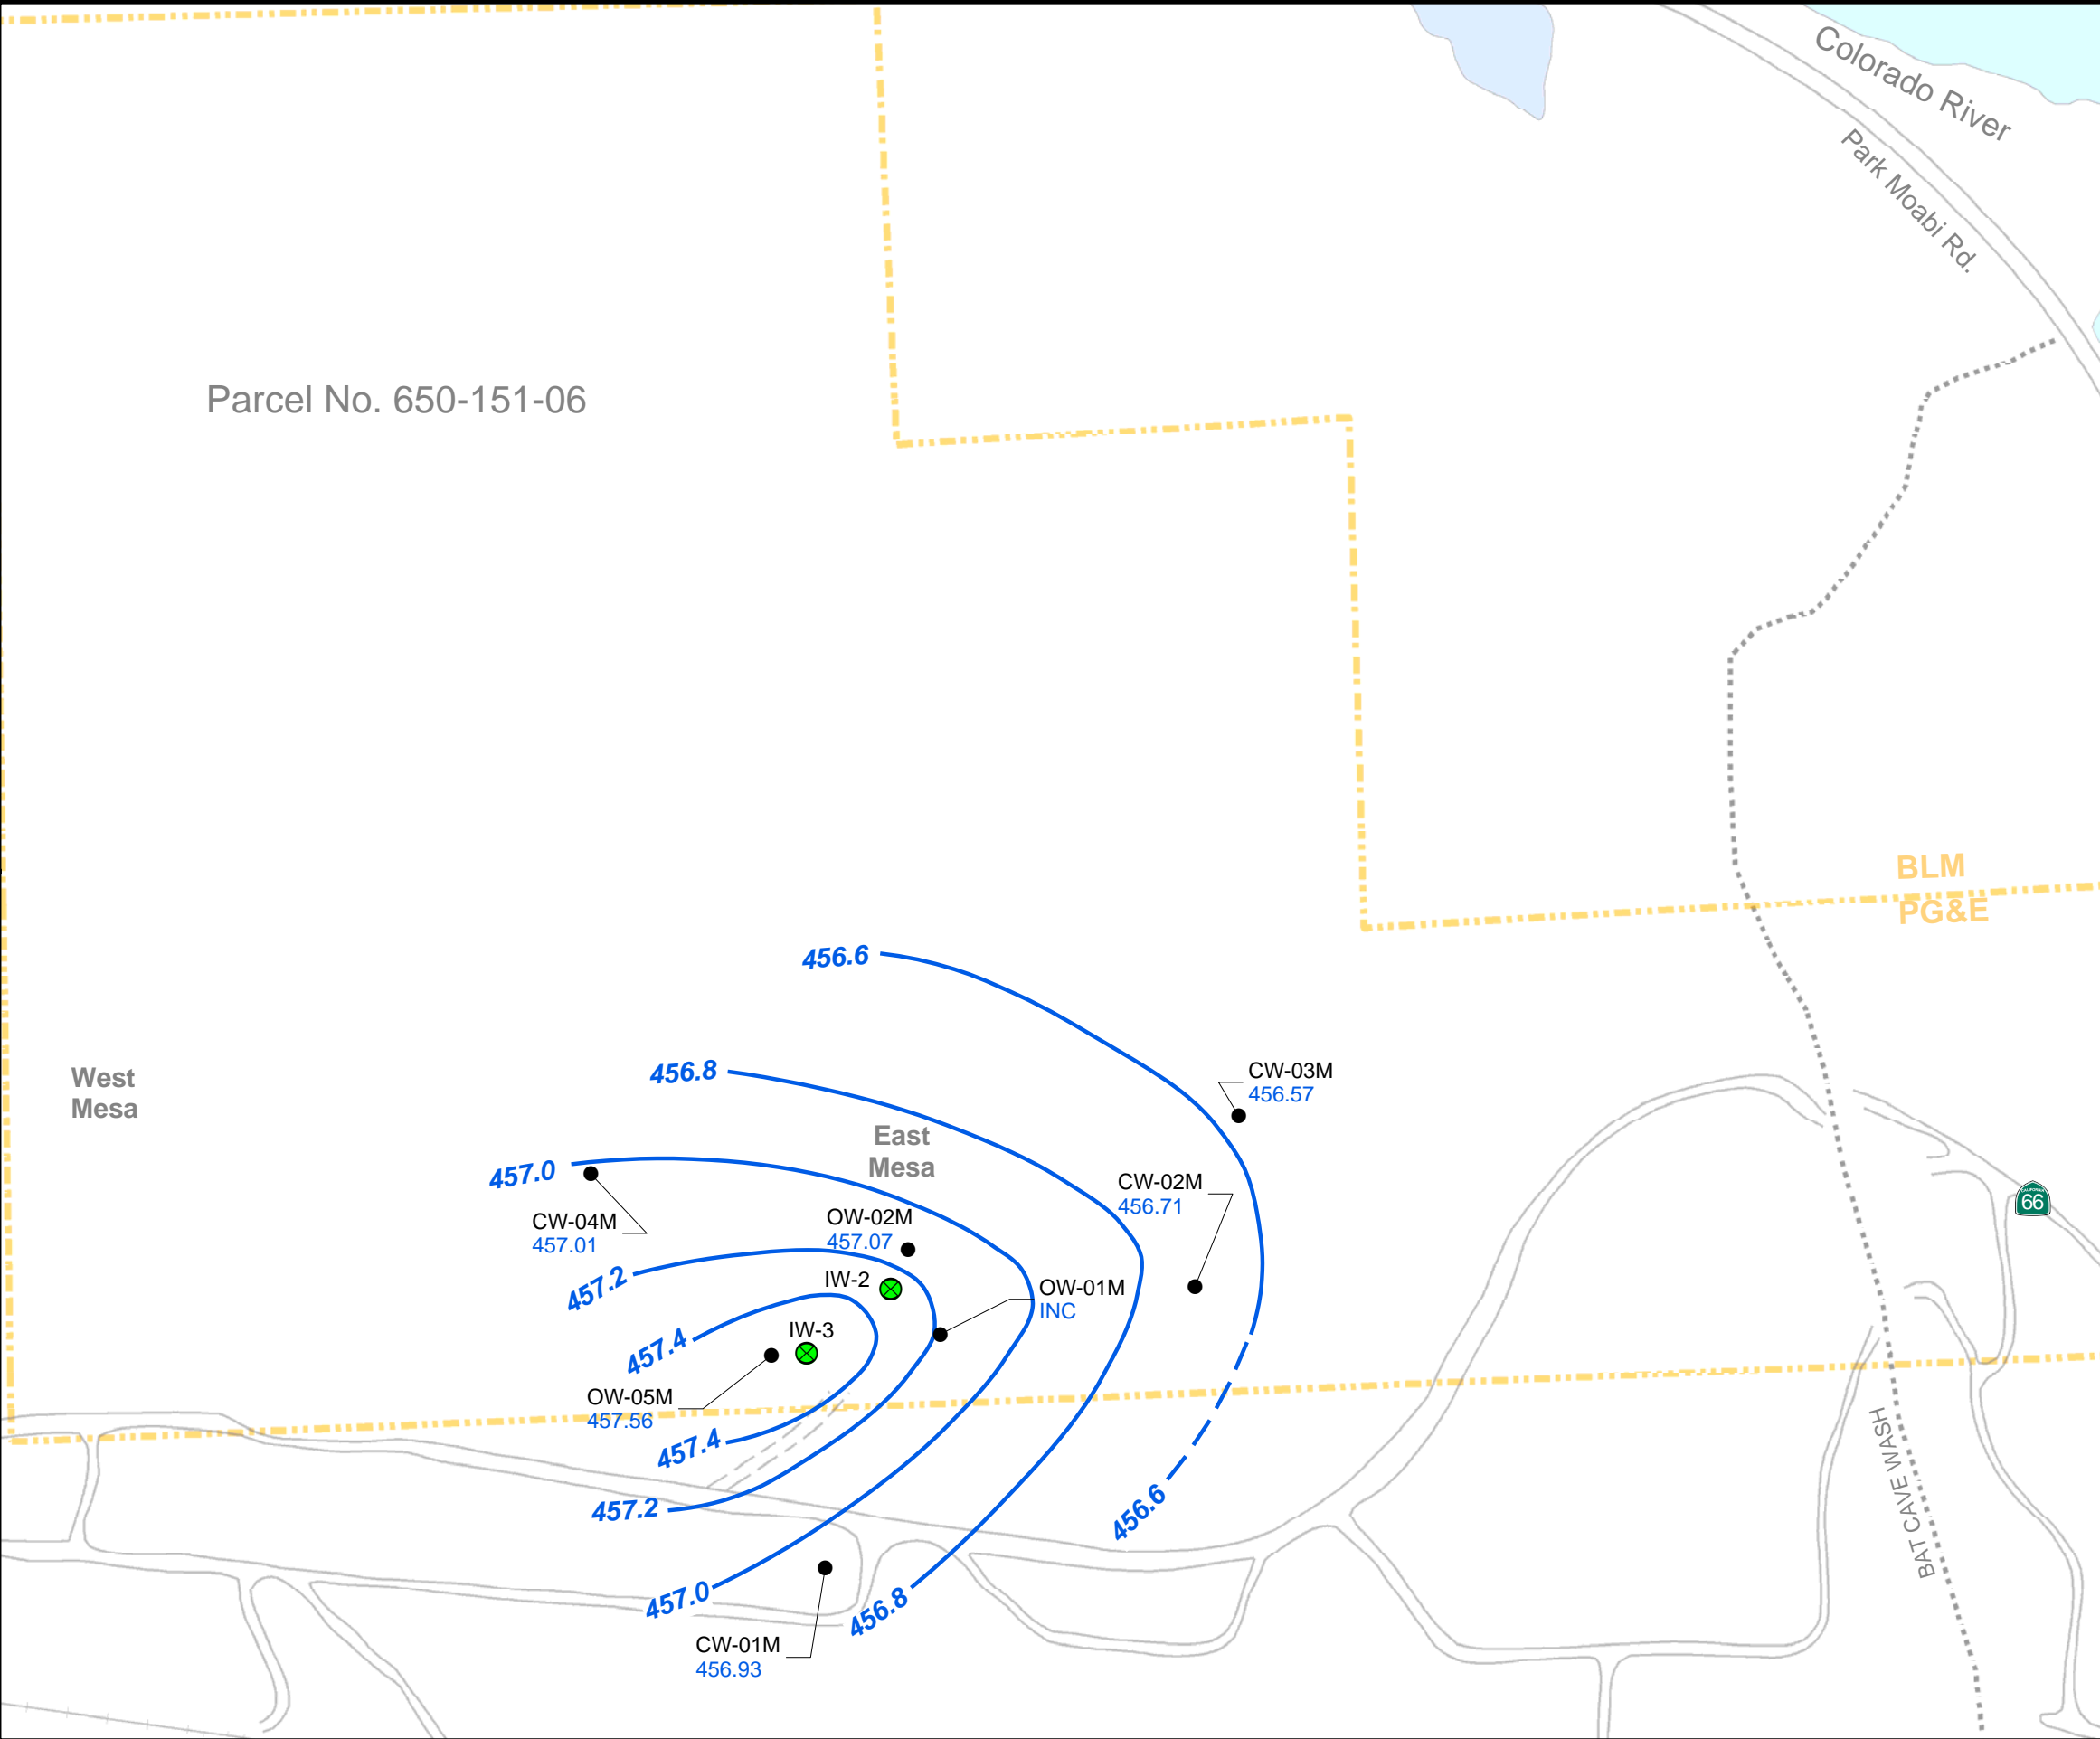 Colorado River
Park Moabi Rd.
Parcel No. 650-151-06
BLM
PG&E
456.6
West
Mesa
456.8
CW-03M
456.57
East
Mesa
457.0
CW-02M
456.71
CALIFORNIA
66
CW-04M
457.01
OW-02M
457.07
457.2
IW-2
OW-01M
INC
457.4
IW-3
OW-05M
457.56
457.4
457.2
456.6
BAT CAVE WASH
457.0
456.8
CW-01M
456.93